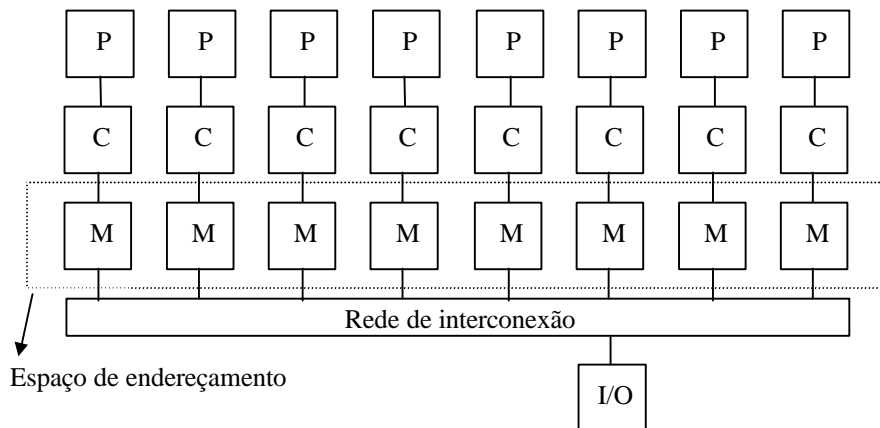 P P P P P P P P
C C C C C C C C
M M M M M M M M
Rede de interconexão
Espaço de endereçamento
I/O